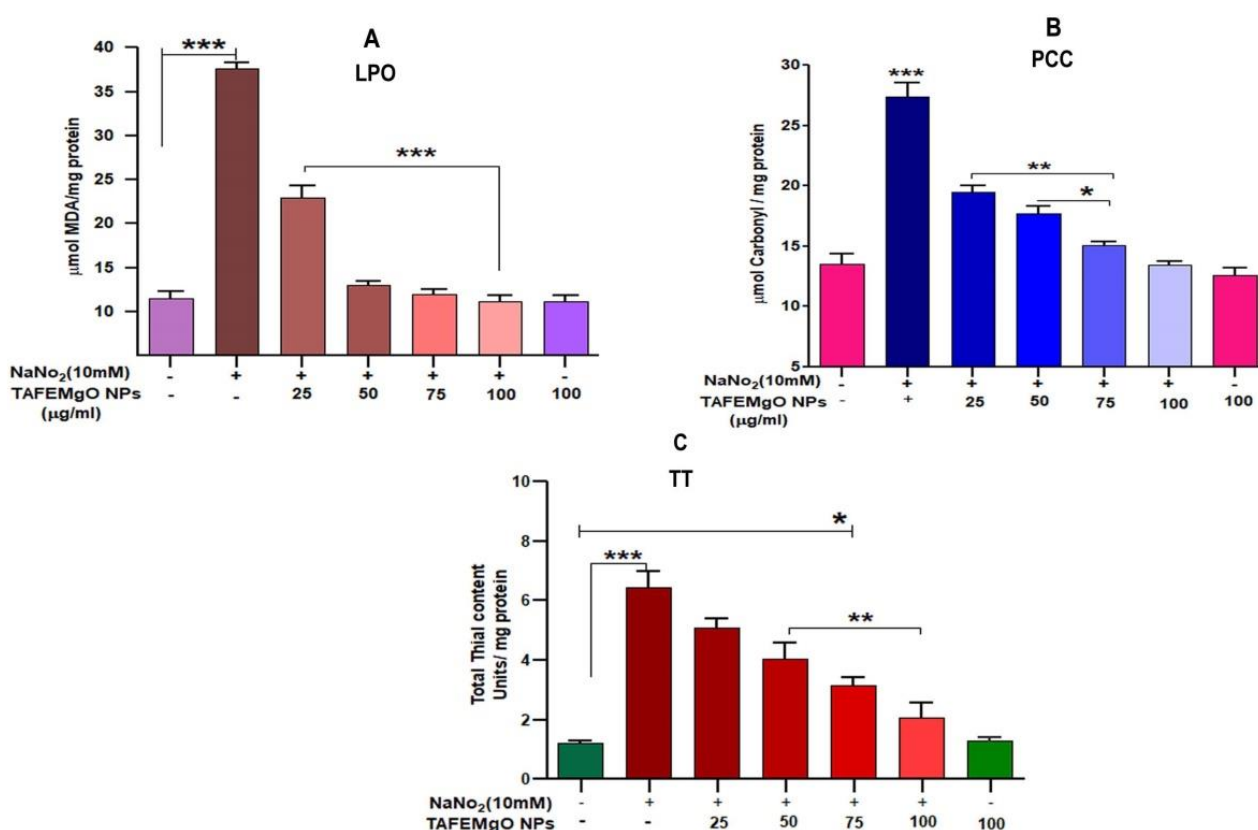 A
LPO
***
***
40
35
30
25
20
15
10
μmol MDA/mg protein
NaNo₂(10mM) - + + + + + -
TAFEMgO NPs - - 25 50 75 100 100
(μg/ml)
B
PCC
***
**
*
30
25
20
15
10
5
μmol Carbonyl / mg protein
NaNo₂(10mM) - + + + + + -
TAFEMgO NPs - + 25 50 75 100 100
(μg/ml)
C
TT
*
***
**
10
8
6
4
2
0
Total Thial content
Units/ mg protein
NaNo₂(10mM) - + + + + + -
TAFEMgO NPs - - 25 50 75 100 100